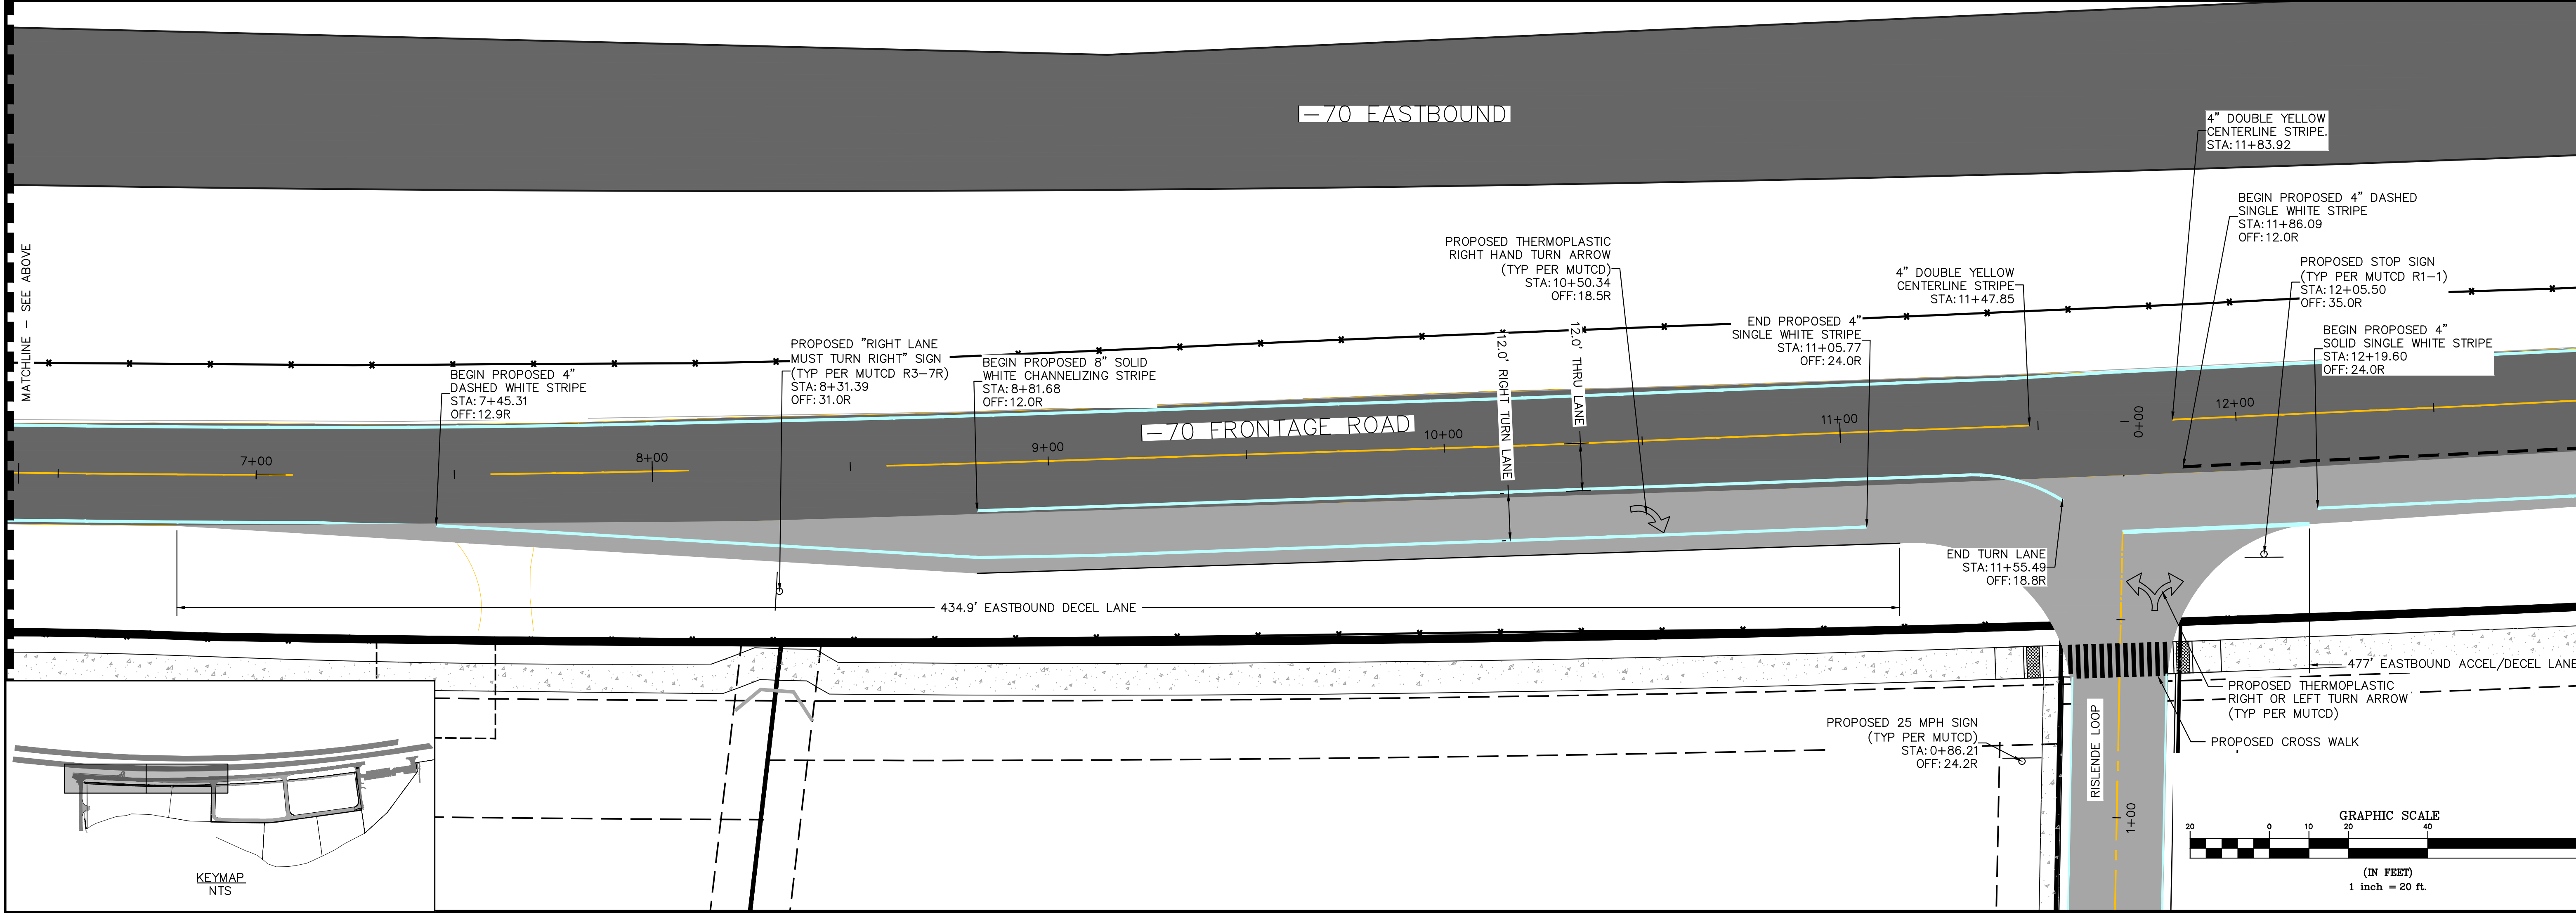 I-70 EASTBOUND
4" DOUBLE YELLOW
CENTERLINE STRIPE.
STA:11+83.92
BEGIN PROPOSED 4" DASHED
SINGLE WHITE STRIPE
STA:11+86.09
OFF:12.0R
PROPOSED STOP SIGN
(TYP PER MUTCD R1-1)
STA:12+05.50
OFF:35.0R
BEGIN PROPOSED 4"
SOLID SINGLE WHITE STRIPE
STA:12+19.60
OFF:24.0R
PROPOSED THERMOPLASTIC
RIGHT HAND TURN ARROW
(TYP PER MUTCD)
STA:10+50.34
OFF:18.5R
4" DOUBLE YELLOW
CENTERLINE STRIPE
STA:11+47.85
END PROPOSED 4"
SINGLE WHITE STRIPE
STA:11+05.77
OFF:24.0R
MATCHLINE - SEE ABOVE
BEGIN PROPOSED 4"
DASHED WHITE STRIPE
STA:7+45.31
OFF:12.9R
PROPOSED "RIGHT LANE
MUST TURN RIGHT" SIGN
(TYP PER MUTCD R3-7R)
STA:8+31.39
OFF:31.0R
BEGIN PROPOSED 8" SOLID
WHITE CHANNELIZING STRIPE
STA:8+81.68
OFF:12.0R
12.0' RIGHT TURN LANE
12.0' THRU LANE
I-70 FRONTAGE ROAD
7+00
8+00
9+00
10+00
11+00
0+00
12+00
END TURN LANE
STA:11+55.49
OFF:18.8R
434.9' EASTBOUND DECEL LANE
477' EASTBOUND ACCEL/DECEL LANE
PROPOSED THERMOPLASTIC
RIGHT OR LEFT TURN ARROW
(TYP PER MUTCD)
PROPOSED CROSS WALK
PROPOSED 25 MPH SIGN
(TYP PER MUTCD)
STA:0+86.21
OFF:24.2R
RISLENDE LOOP
1+00
KEYMAP
NTS
GRAPHIC SCALE
20 0 10 20 40
(IN FEET)
1 inch = 20 ft.